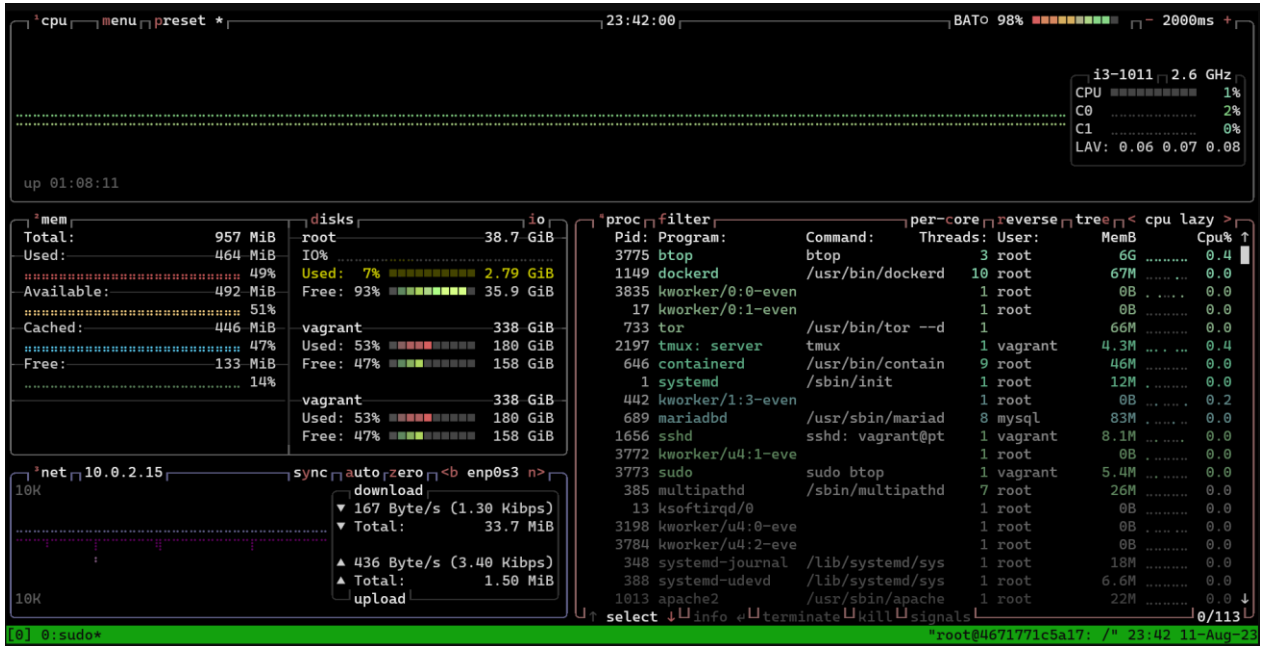 ¹cpu menu preset * 23:42:00 BAT○ 98% - 2000ms +
i3-1011 2.6 GHz
CPU 1%
C0 2%
C1 0%
LAV: 0.06 0.07 0.08
up 01:08:11
²mem
Total: 957 MiB
Used: 464 MiB
49%
Available: 492 MiB
51%
Cached: 446 MiB
47%
Free: 133 MiB
14%
disks io
root 38.7 GiB
IO%
Used: 7% 2.79 GiB
Free: 93% 35.9 GiB
vagrant 338 GiB
Used: 53% 180 GiB
Free: 47% 158 GiB
vagrant 338 GiB
Used: 53% 180 GiB
Free: 47% 158 GiB
³net 10.0.2.15 sync auto zero <b enp0s3 n>
10K
download
▼ 167 Byte/s (1.30 Kibps)
▼ Total: 33.7 MiB
▲ 436 Byte/s (3.40 Kibps)
▲ Total: 1.50 MiB
upload
10K
⁴proc filter per-core reverse tree < cpu lazy >
Pid: Program: Command: Threads: User: MemB Cpu% ↑
3775 btop btop 3 root 6G 0.4
1149 dockerd /usr/bin/dockerd 10 root 67M 0.0
3835 kworker/0:0-even 1 root 0B 0.0
17 kworker/0:1-even 1 root 0B 0.0
733 tor /usr/bin/tor --d 1 66M 0.0
2197 tmux: server tmux 1 vagrant 4.3M 0.4
646 containerd /usr/bin/contain 9 root 46M 0.0
1 systemd /sbin/init 1 root 12M 0.0
442 kworker/1:3-even 1 root 0B 0.2
689 mariadbd /usr/sbin/mariad 8 mysql 83M 0.0
1656 sshd sshd: vagrant@pt 1 vagrant 8.1M 0.0
3772 kworker/u4:1-eve 1 root 0B 0.0
3773 sudo sudo btop 1 vagrant 5.4M 0.0
385 multipathd /sbin/multipathd 7 root 26M 0.0
13 ksoftirqd/0 1 root 0B 0.0
3198 kworker/u4:0-eve 1 root 0B 0.0
3784 kworker/u4:2-eve 1 root 0B 0.0
348 systemd-journal /lib/systemd/sys 1 root 18M 0.0
388 systemd-udevd /lib/systemd/sys 1 root 6.6M 0.0
1013 apache2 /usr/sbin/apache 1 root 22M 0.0 ↓
↑ select ↓ info ↲ terminate kill signals 0/113
[0] 0:sudo* "root@4671771c5a17: /" 23:42 11-Aug-23